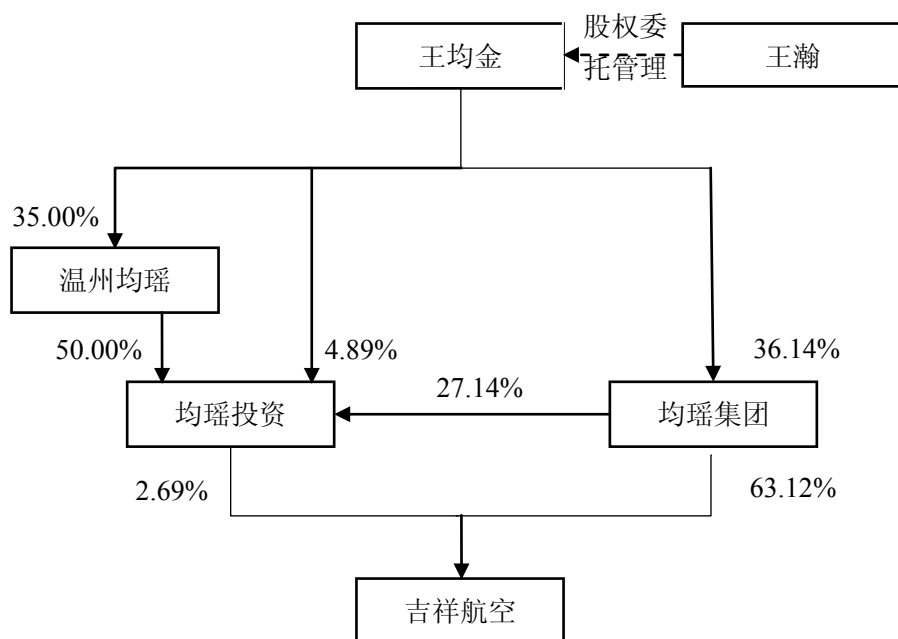 股权委
托管理
王均金
王瀚
35.00%
温州均瑶
50.00%
4.89%
36.14%
27.14%
均瑶投资
均瑶集团
2.69%
63.12%
吉祥航空